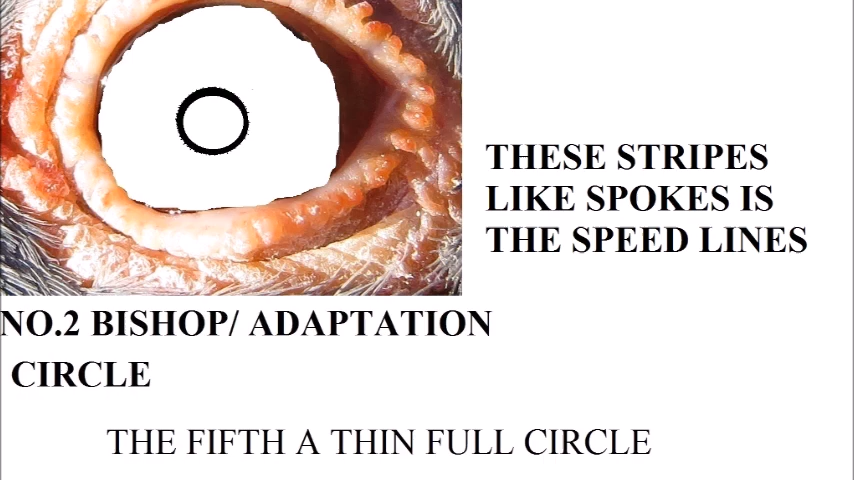 THESE STRIPES
LIKE SPOKES IS
THE SPEED LINES
NO.2 BISHOP/ ADAPTATION
CIRCLE
THE FIFTH A THIN FULL CIRCLE